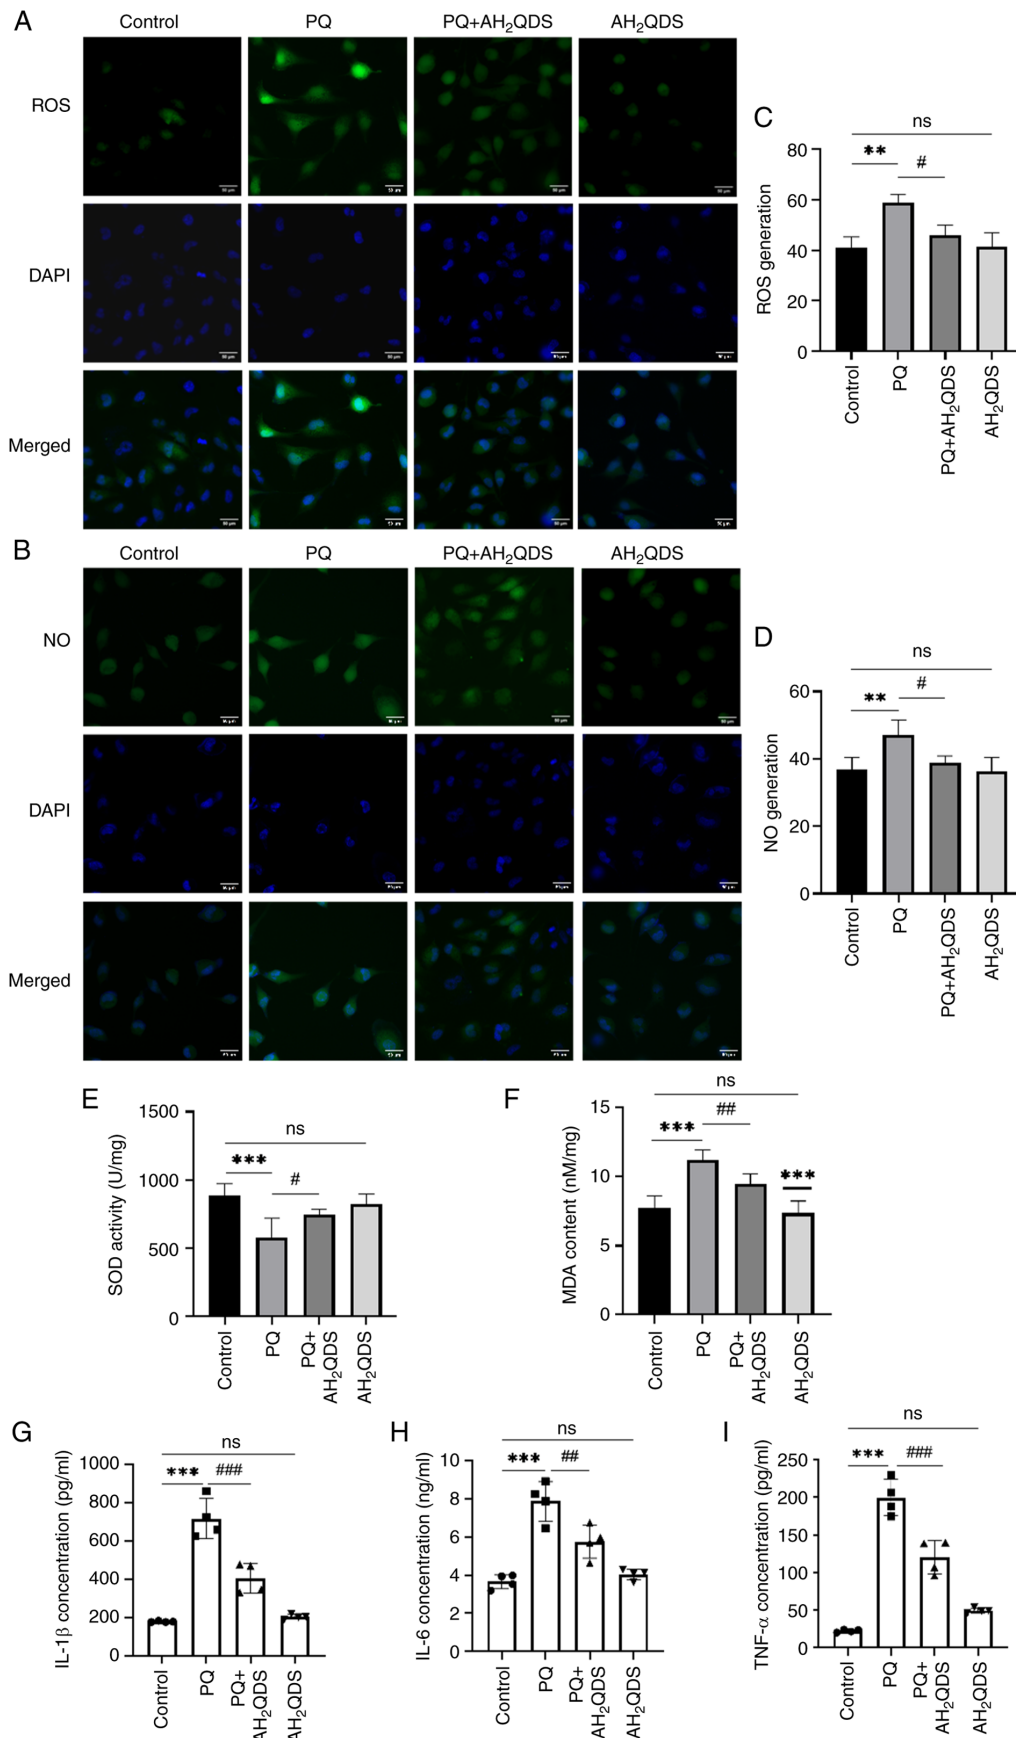 A
Control PQ PQ+AH₂QDS AH₂QDS
ROS
DAPI
Merged
B
Control PQ PQ+AH₂QDS AH₂QDS
NO
DAPI
Merged
C
ns
** #
ROS generation
80
60
40
20
0
Control PQ PQ+AH₂QDS AH₂QDS
D
ns
** #
NO generation
60
40
20
0
Control PQ PQ+AH₂QDS AH₂QDS
E
ns
*** #
SOD activity (U/mg)
1500
1000
500
0
Control PQ PQ+ AH₂QDS AH₂QDS
F
ns
*** ## ***
MDA content (nM/mg)
15
10
5
0
Control PQ PQ+ AH₂QDS AH₂QDS
G
ns
*** ###
IL-1β concentration (pg/ml)
1000
800
600
400
200
0
Control PQ PQ+ AH₂QDS AH₂QDS
H
ns
*** ##
IL-6 concentration (ng/ml)
10
8
6
4
2
0
Control PQ PQ+ AH₂QDS AH₂QDS
I
ns
*** ###
TNF-α concentration (pg/ml)
250
200
150
100
50
0
Control PQ PQ+ AH₂QDS AH₂QDS